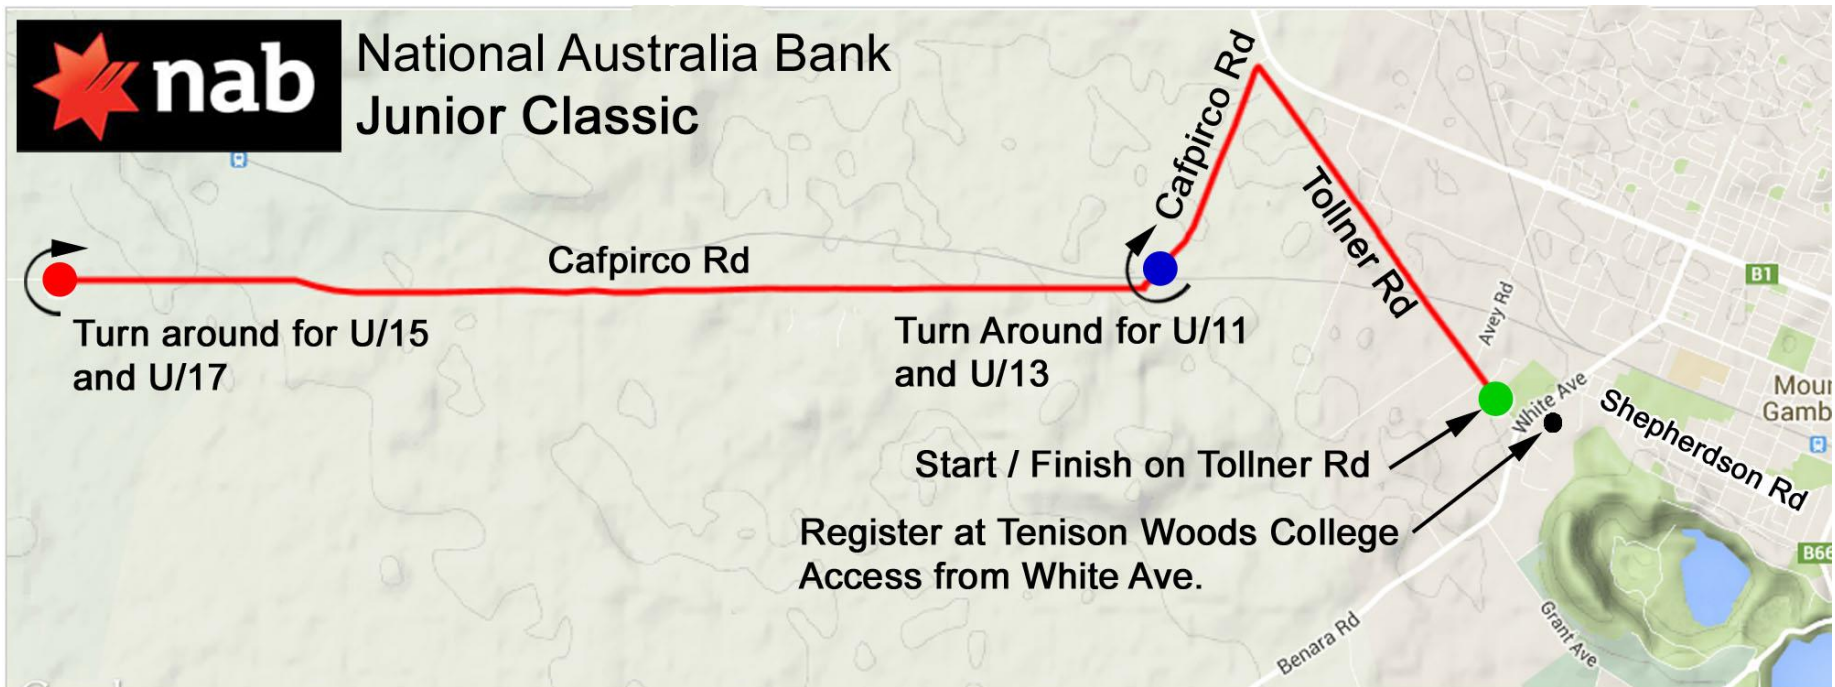 nab
National Australia Bank
Junior Classic
Cafpirco Rd
Tollner Rd
Cafpirco Rd
B1
Avey Rd
Turn around for U/15
and U/17
Turn Around for U/11
and U/13
White Ave
Shepherdson Rd
Start / Finish on Tollner Rd
Register at Tenison Woods College
Access from White Ave.
Moun
Gamb
B66
Grant Ave
Benara Rd